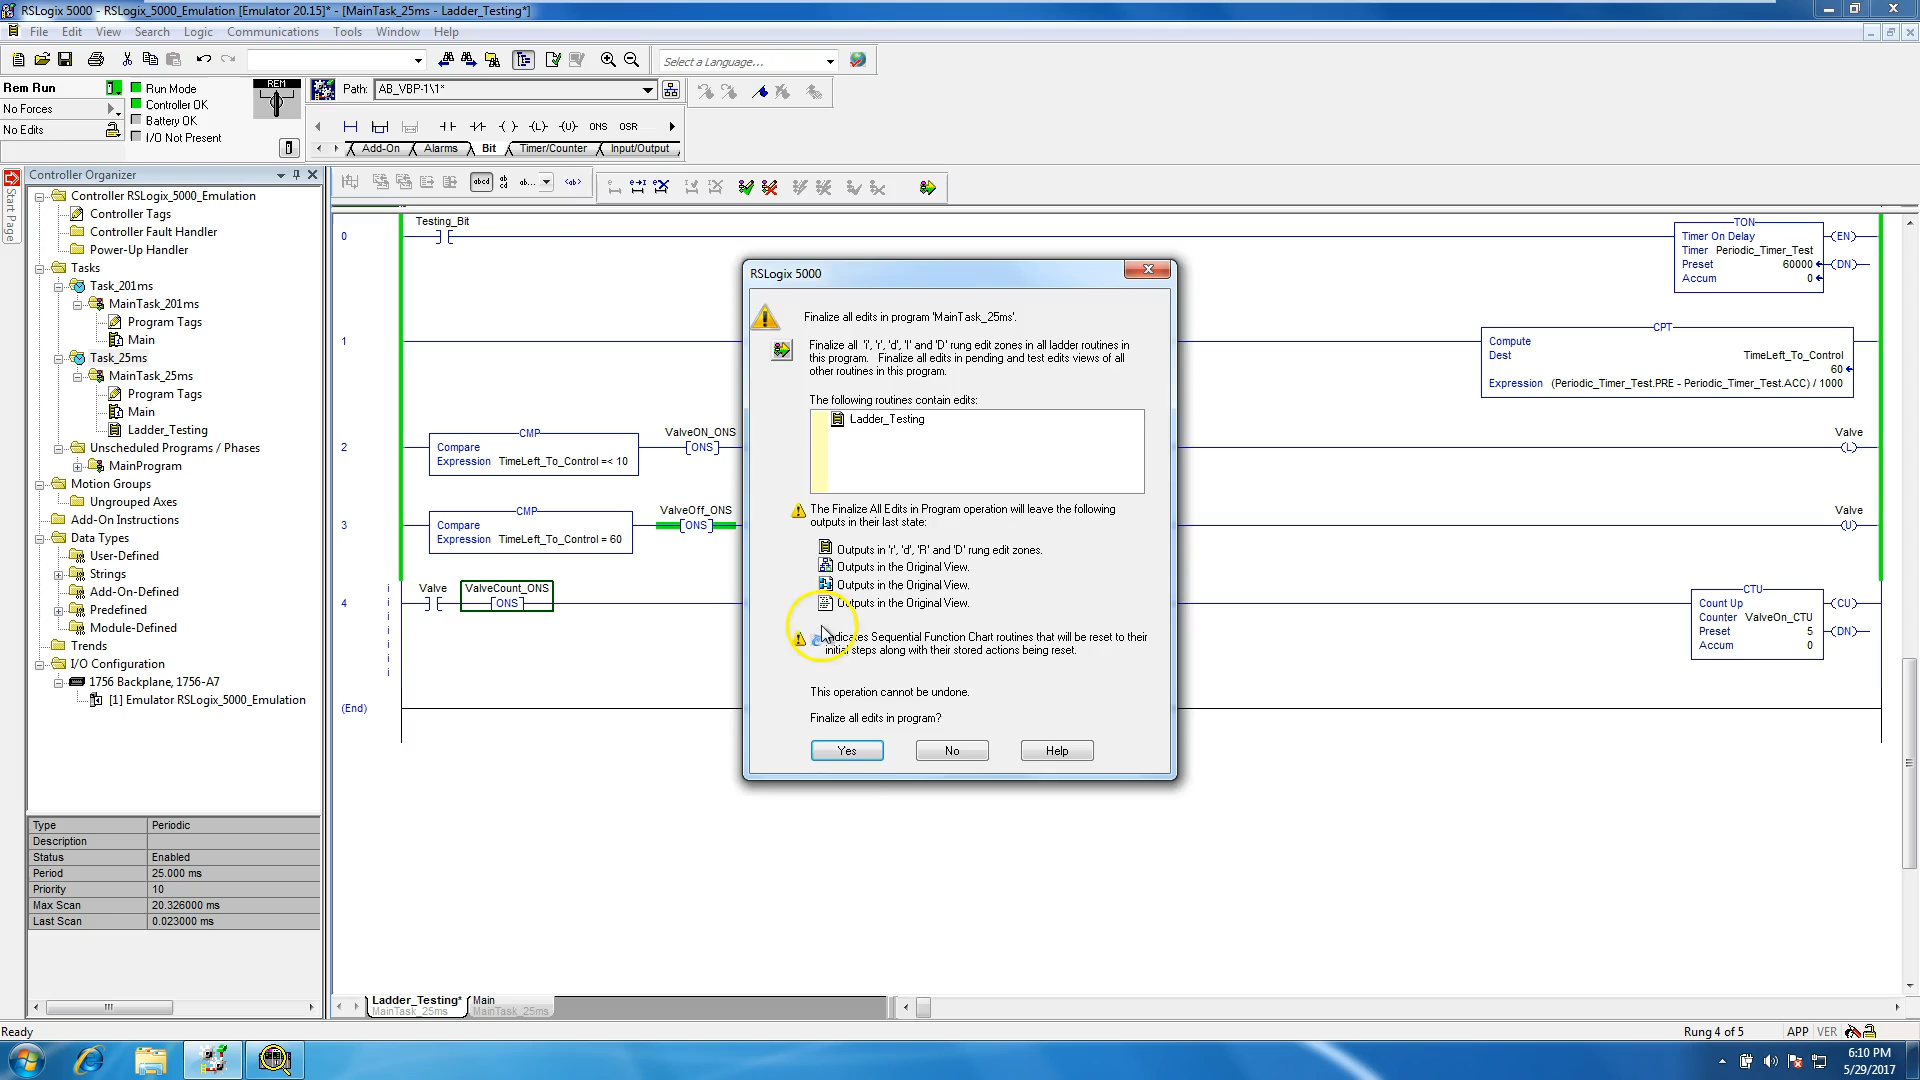 RSLogix 5000 - RSLogix_5000_Emulation [Emulator 20.15]* - [MainTask_25ms - Ladder_Testing*]
File Edit View Search Logic Communications Tools Window Help
Select a Language...
Rem Run
No Forces
No Edits
Run Mode
Controller OK
Battery OK
I/O Not Present
REM
Path: AB_VBP-1\1*
ONS OSR
Add-On Alarms Bit Timer/Counter Input/Output
Start Page
Controller Organizer
Controller RSLogix_5000_Emulation
Controller Tags
Controller Fault Handler
Power-Up Handler
Tasks
Task_201ms
MainTask_201ms
Program Tags
Main
Task_25ms
MainTask_25ms
Program Tags
Main
Ladder_Testing
Unscheduled Programs / Phases
MainProgram
Motion Groups
Ungrouped Axes
Add-On Instructions
Data Types
User-Defined
Strings
Add-On-Defined
Predefined
Module-Defined
Trends
I/O Configuration
1756 Backplane, 1756-A7
[1] Emulator RSLogix_5000_Emulation
Type Periodic
Description
Status Enabled
Period 25.000 ms
Priority 10
Max Scan 20.326000 ms
Last Scan 0.023000 ms
0
Testing_Bit
TON
Timer On Delay
Timer Periodic_Timer_Test
Preset 60000
Accum 0
(EN)
(DN)
1
CPT
Compute
Dest TimeLeft_To_Control
60
Expression (Periodic_Timer_Test.PRE - Periodic_Timer_Test.ACC) / 1000
2
CMP
Compare
Expression TimeLeft_To_Control =< 10
ValveON_ONS
[ONS]
Valve
(L)
3
CMP
Compare
Expression TimeLeft_To_Control = 60
ValveOff_ONS
[ONS]
Valve
(U)
4
i
i
i
i
i
i
i
Valve
ValveCount_ONS
[ONS]
CTU
Count Up
Counter ValveOn_CTU
Preset 5
Accum 0
(CU)
(DN)
(End)
RSLogix 5000
Finalize all edits in program 'MainTask_25ms'.
Finalize all 'i', 'r', 'd', 'I' and 'D' rung edit zones in all ladder routines in
this program. Finalize all edits in pending and test edits views of all
other routines in this program.
The following routines contain edits:
Ladder_Testing
The Finalize All Edits in Program operation will leave the following
outputs in their last state:
Outputs in 'r', 'd', 'R' and 'D' rung edit zones.
Outputs in the Original View.
Outputs in the Original View.
Outputs in the Original View.
Indicates Sequential Function Chart routines that will be reset to their
initial steps along with their stored actions being reset.
This operation cannot be undone.
Finalize all edits in program?
Yes No Help
Ladder_Testing*
MainTask_25ms
Main
MainTask_25ms
Ready
Rung 4 of 5
APP VER
6:10 PM
5/29/2017